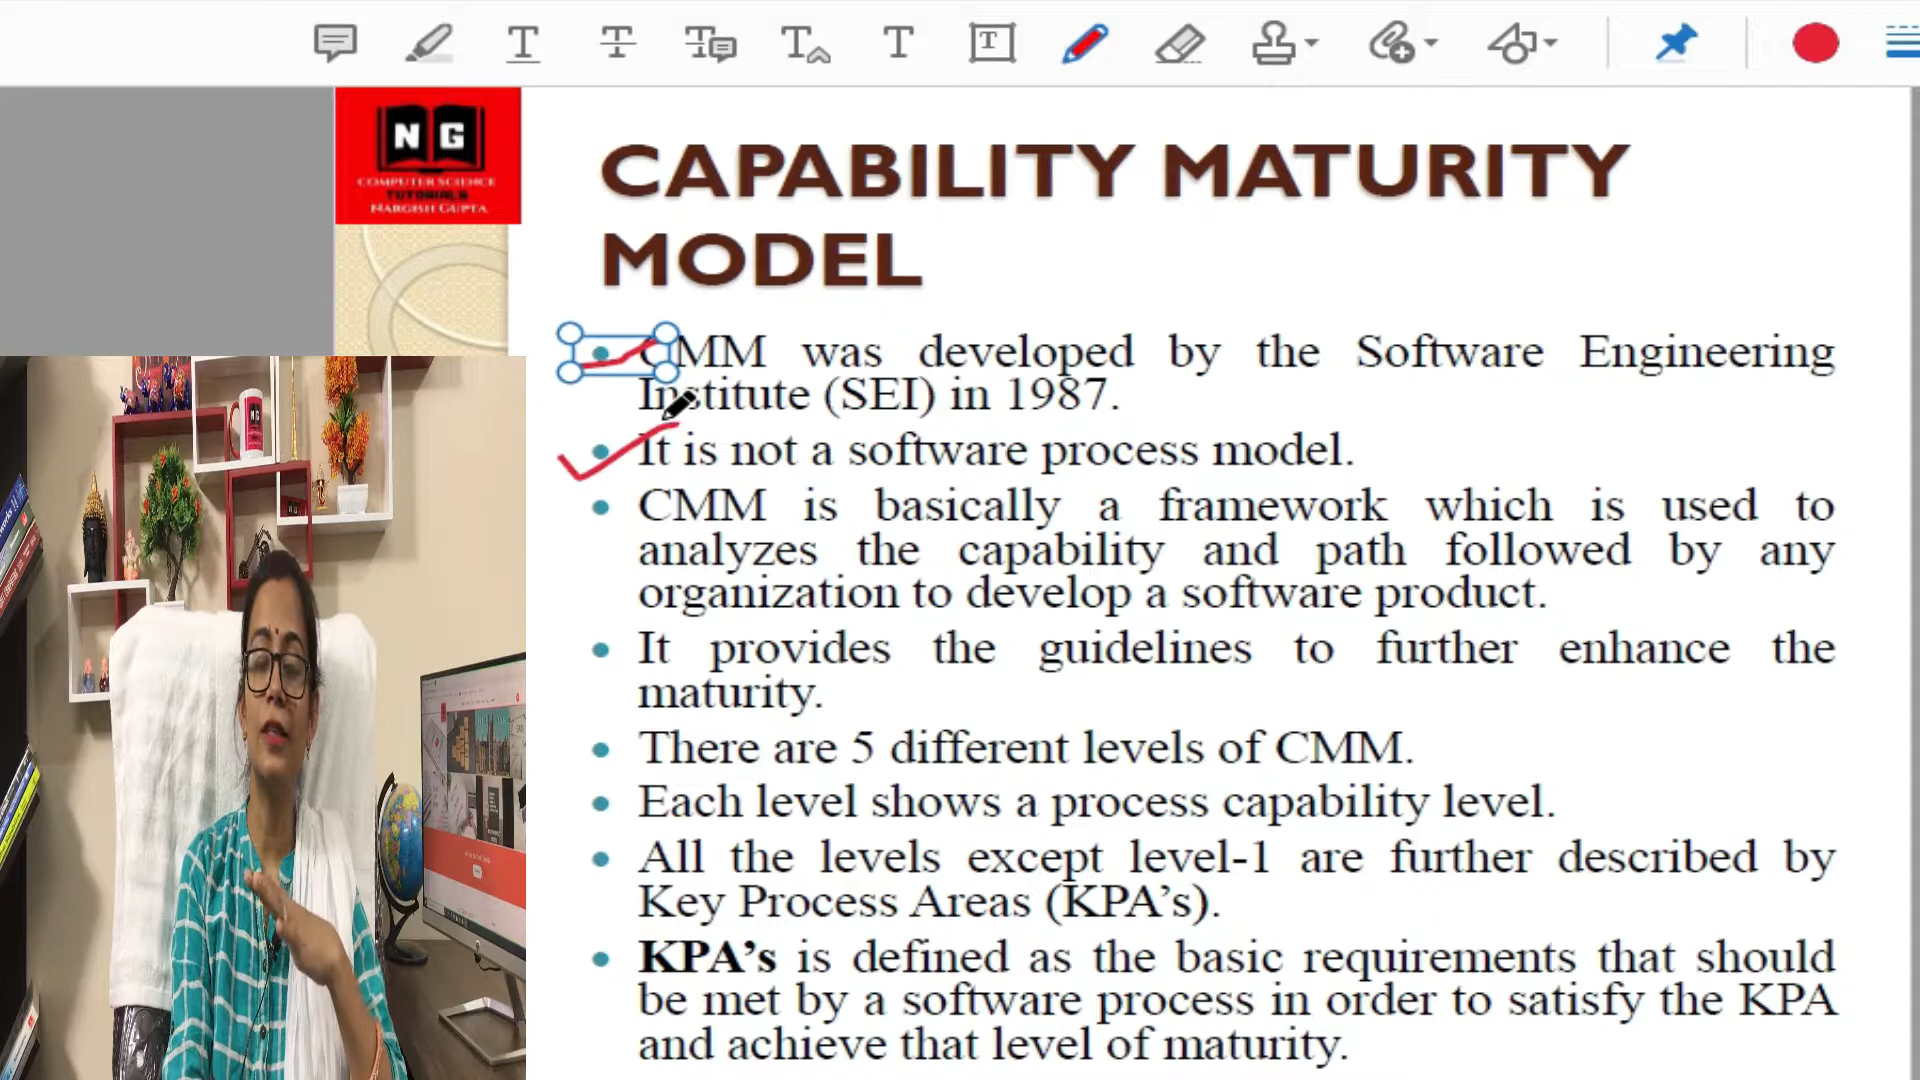 N G
COMPUTER SCIENCE
TUTORIALS
NARGISH GUPTA
CAPABILITY MATURITY
MODEL
CMM was developed by the Software Engineering
Institute (SEI) in 1987.
It is not a software process model.
CMM is basically a framework which is used to
analyzes the capability and path followed by any
organization to develop a software product.
It provides the guidelines to further enhance the
maturity.
There are 5 different levels of CMM.
Each level shows a process capability level.
All the levels except level-1 are further described by
Key Process Areas (KPA's).
KPA's is defined as the basic requirements that should
be met by a software process in order to satisfy the KPA
and achieve that level of maturity.